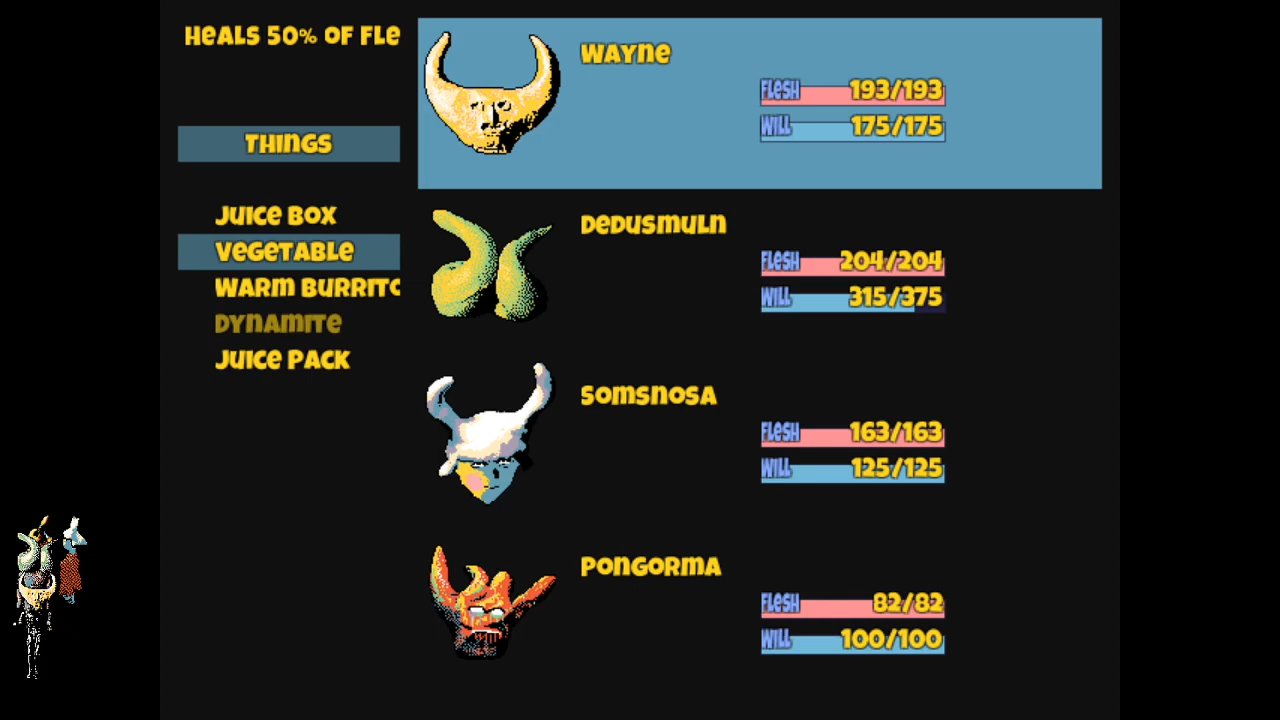 HEALS 50% OF FLE
THINGS
JUICE BOX
VEGETABLE
WARM BURRITO
DYNAMITE
JUICE PACK
WAYNE
FLESH 193/193
WILL 175/175
DEDUSMULN
FLESH 204/204
WILL 315/375
SOMSNOSA
FLESH 163/163
WILL 125/125
PONGORMA
FLESH 82/82
WILL 100/100